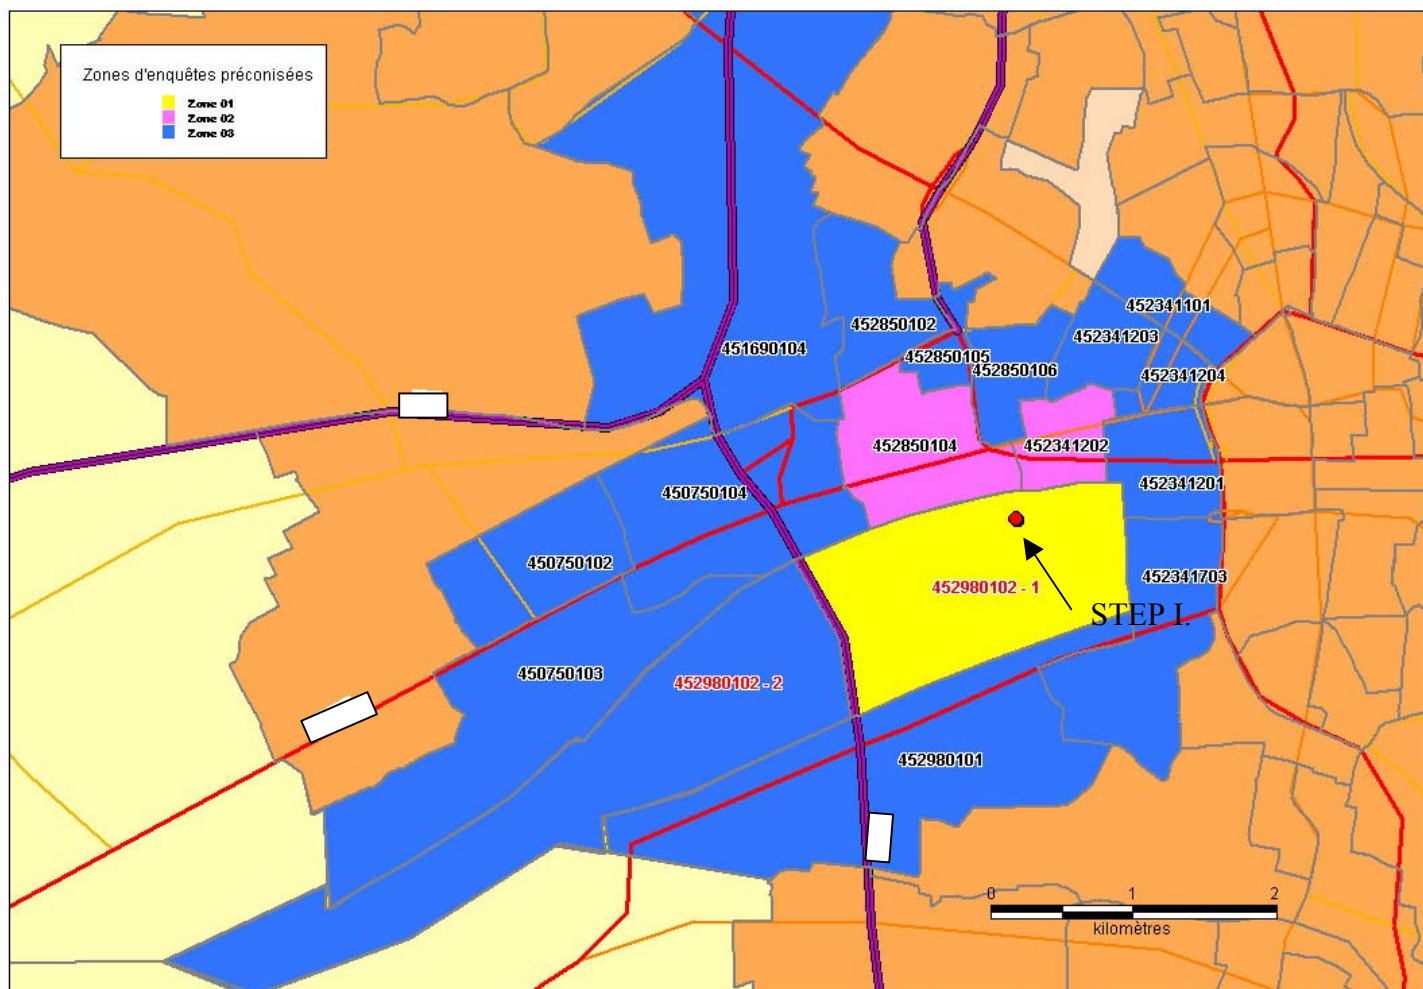 Zones d'enquêtes préconisées
Zone 01
Zone 02
Zone 03
452341101
452850102
452341203
451690104
452850105
452850106
452341204
452850104
452341202
450750104
452341201
450750102
452341703
452980102 - 1
STEP I.
450750103
452980102 - 2
452980101
0 1 2
kilomètres